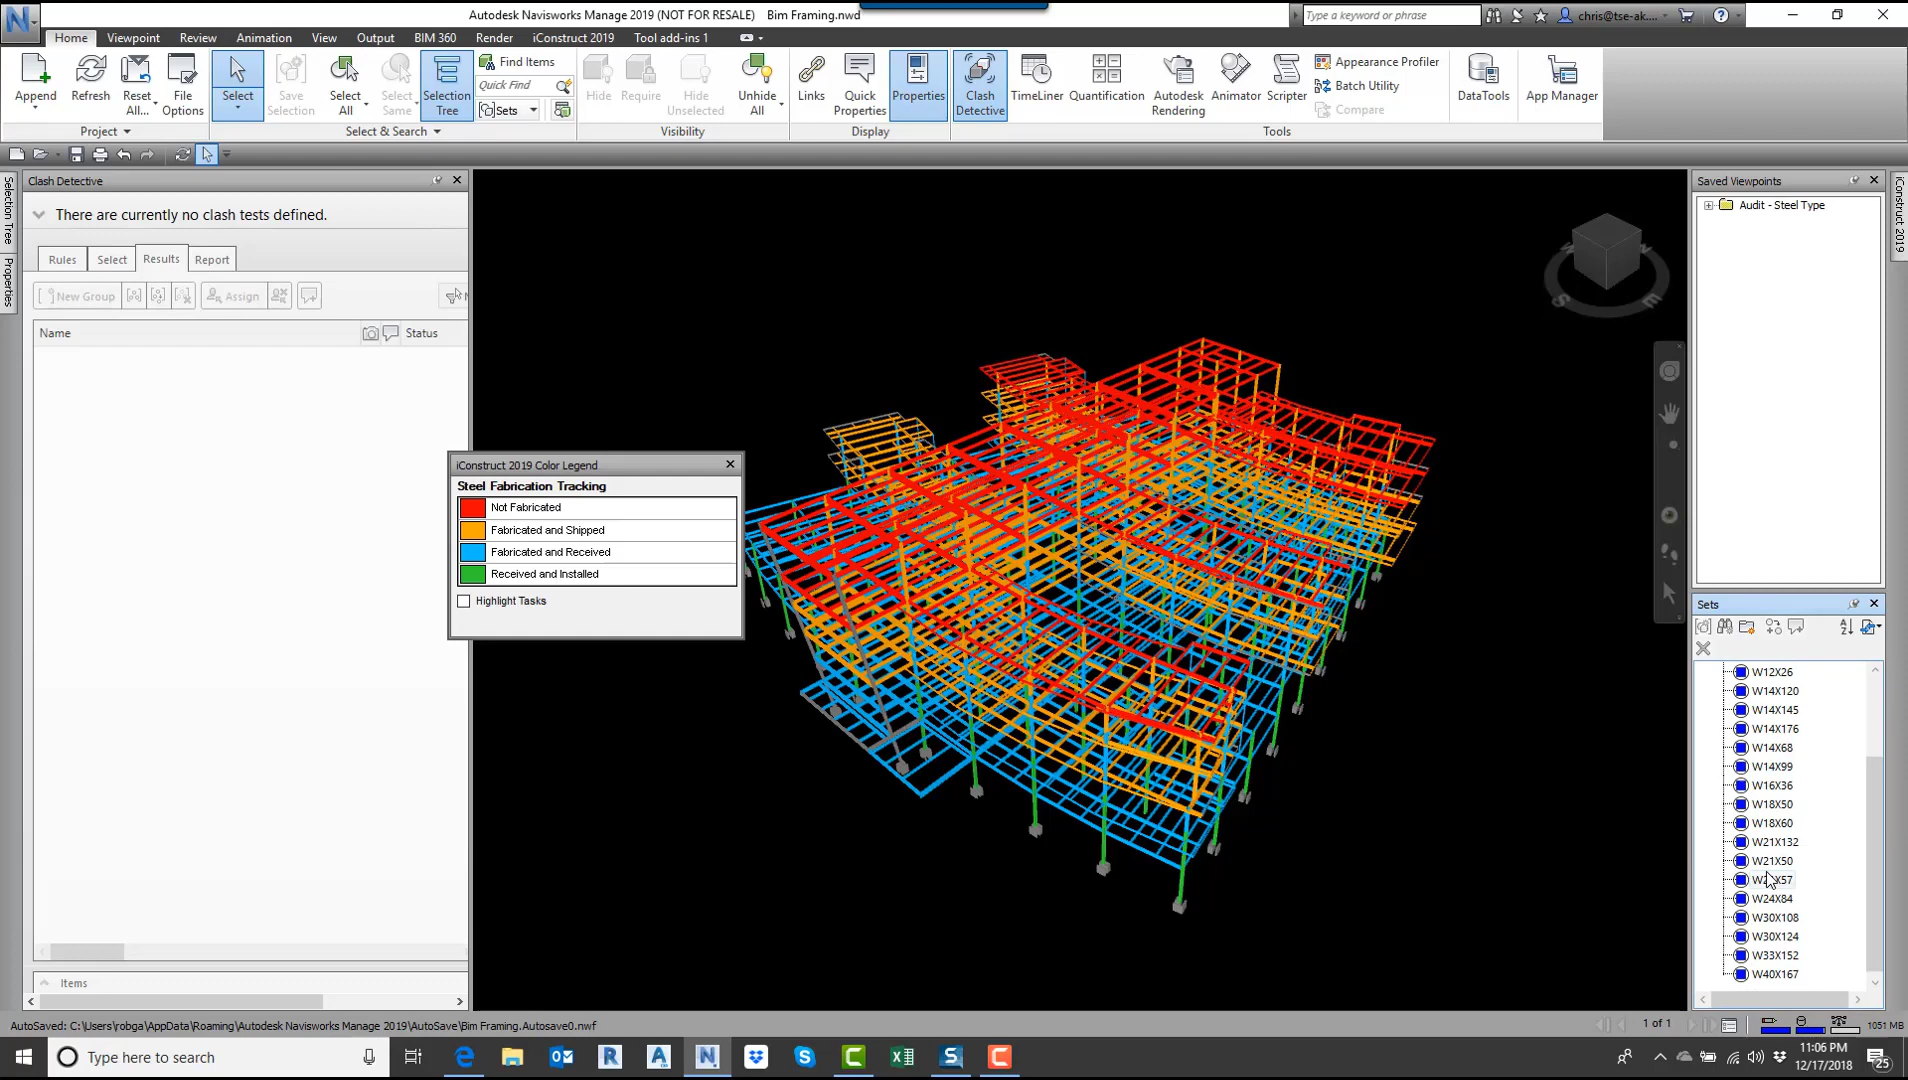 Autodesk Navisworks Manage 2019 (NOT FOR RESALE) Bim Framing.nwd
Type a keyword or phrase
chris@tse-ak....
Home Viewpoint Review Animation View Output BIM 360 Render iConstruct 2019 Tool add-ins 1
Append
Refresh
Reset All...
File Options
Project
Select
Save Selection
Select All
Select Same
Selection Tree
Find Items
Quick Find
Sets
Select & Search
Hide
Require
Hide Unselected
Unhide All
Visibility
Links
Quick Properties
Properties
Display
Clash Detective
TimeLiner
Quantification
Autodesk Rendering
Animator
Scripter
Appearance Profiler
Batch Utility
Compare
DataTools
App Manager
Tools
Selection Tree
Properties
Clash Detective
There are currently no clash tests defined.
Rules Select Results Report
New Group Assign
Name Status
Items
iConstruct 2019 Color Legend
Steel Fabrication Tracking
Not Fabricated
Fabricated and Shipped
Fabricated and Received
Received and Installed
Highlight Tasks
S E
Saved Viewpoints
Audit - Steel Type
iConstruct 2019
Sets
W12X26
W14X120
W14X145
W14X176
W14X68
W14X99
W16X36
W18X50
W18X60
W21X132
W21X50
W24X84
W30X108
W30X124
W33X152
W40X167
AutoSaved: C:\Users\robga\AppData\Roaming\Autodesk Navisworks Manage 2019\AutoSave\Bim Framing.Autosave0.nwf
1 of 1
1051 MB
Type here to search
11:06 PM
12/17/2018
25